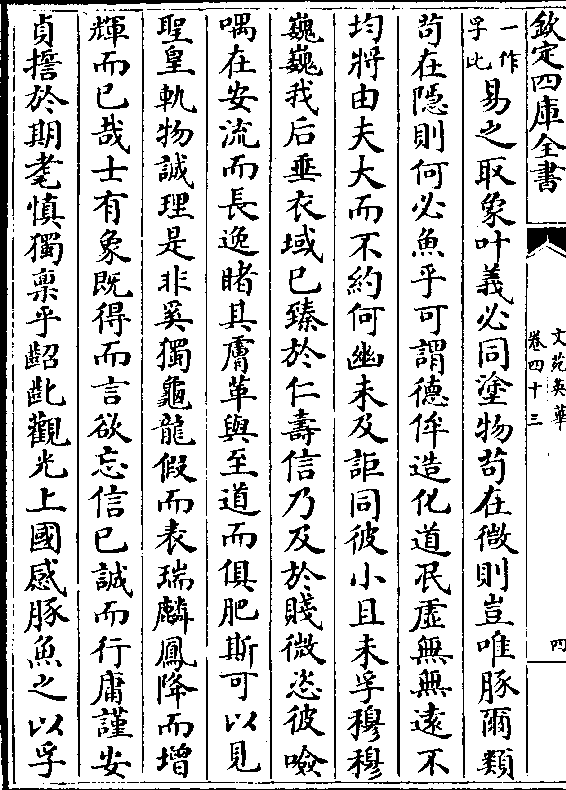 欽定四庫全書
文苑英華
卷四十三
四
一作孚此易之取象叶義必同塗物苟在微則豈唯豚爾類
苟在隱則何必魚乎可謂德侔造化道泯虛無無遠不
均將由夫大而不約何幽未及詎同彼小且未孚穆穆
巍巍我后垂衣域已臻於仁壽信乃及於賤微恣彼噞
喁在安流而長逸睹其膚革與至道而俱肥斯可以見
聖皇軌物誠理是非奚獨龜龍假而表瑞麟鳳降而增
輝而已哉士有象既得而言欲忘信已誠而行庸謹安
貞擔於期耄慎獨稟乎齠齔觀光上國感豚魚之以孚